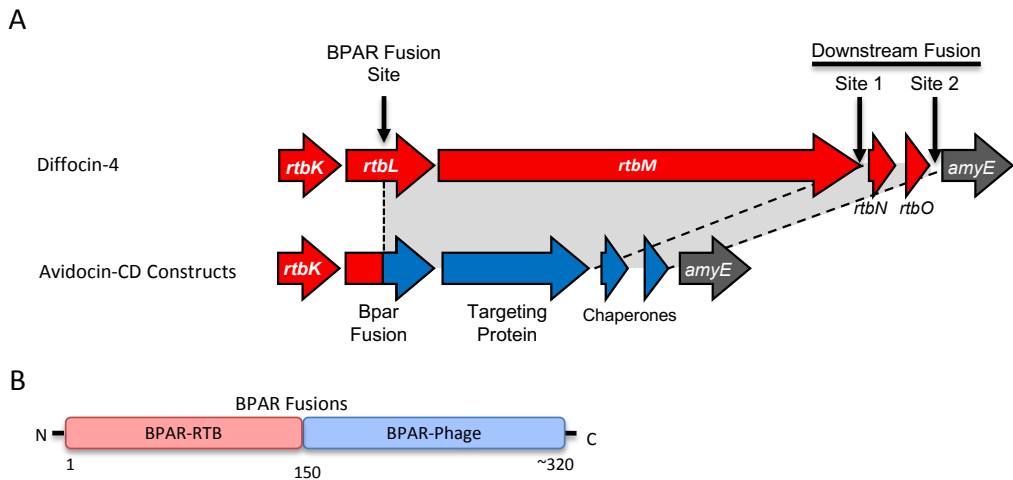 A
BPAR Fusion
Site
Downstream Fusion
Site 1 Site 2
Diffocin-4
rtbK rtbL rtbM amyE
rtbN rtbO
Avidocin-CD Constructs
rtbK amyE
Bpar
Fusion
Targeting
Protein
Chaperones
B
BPAR Fusions
N BPAR-RTB BPAR-Phage C
1 150 ~320